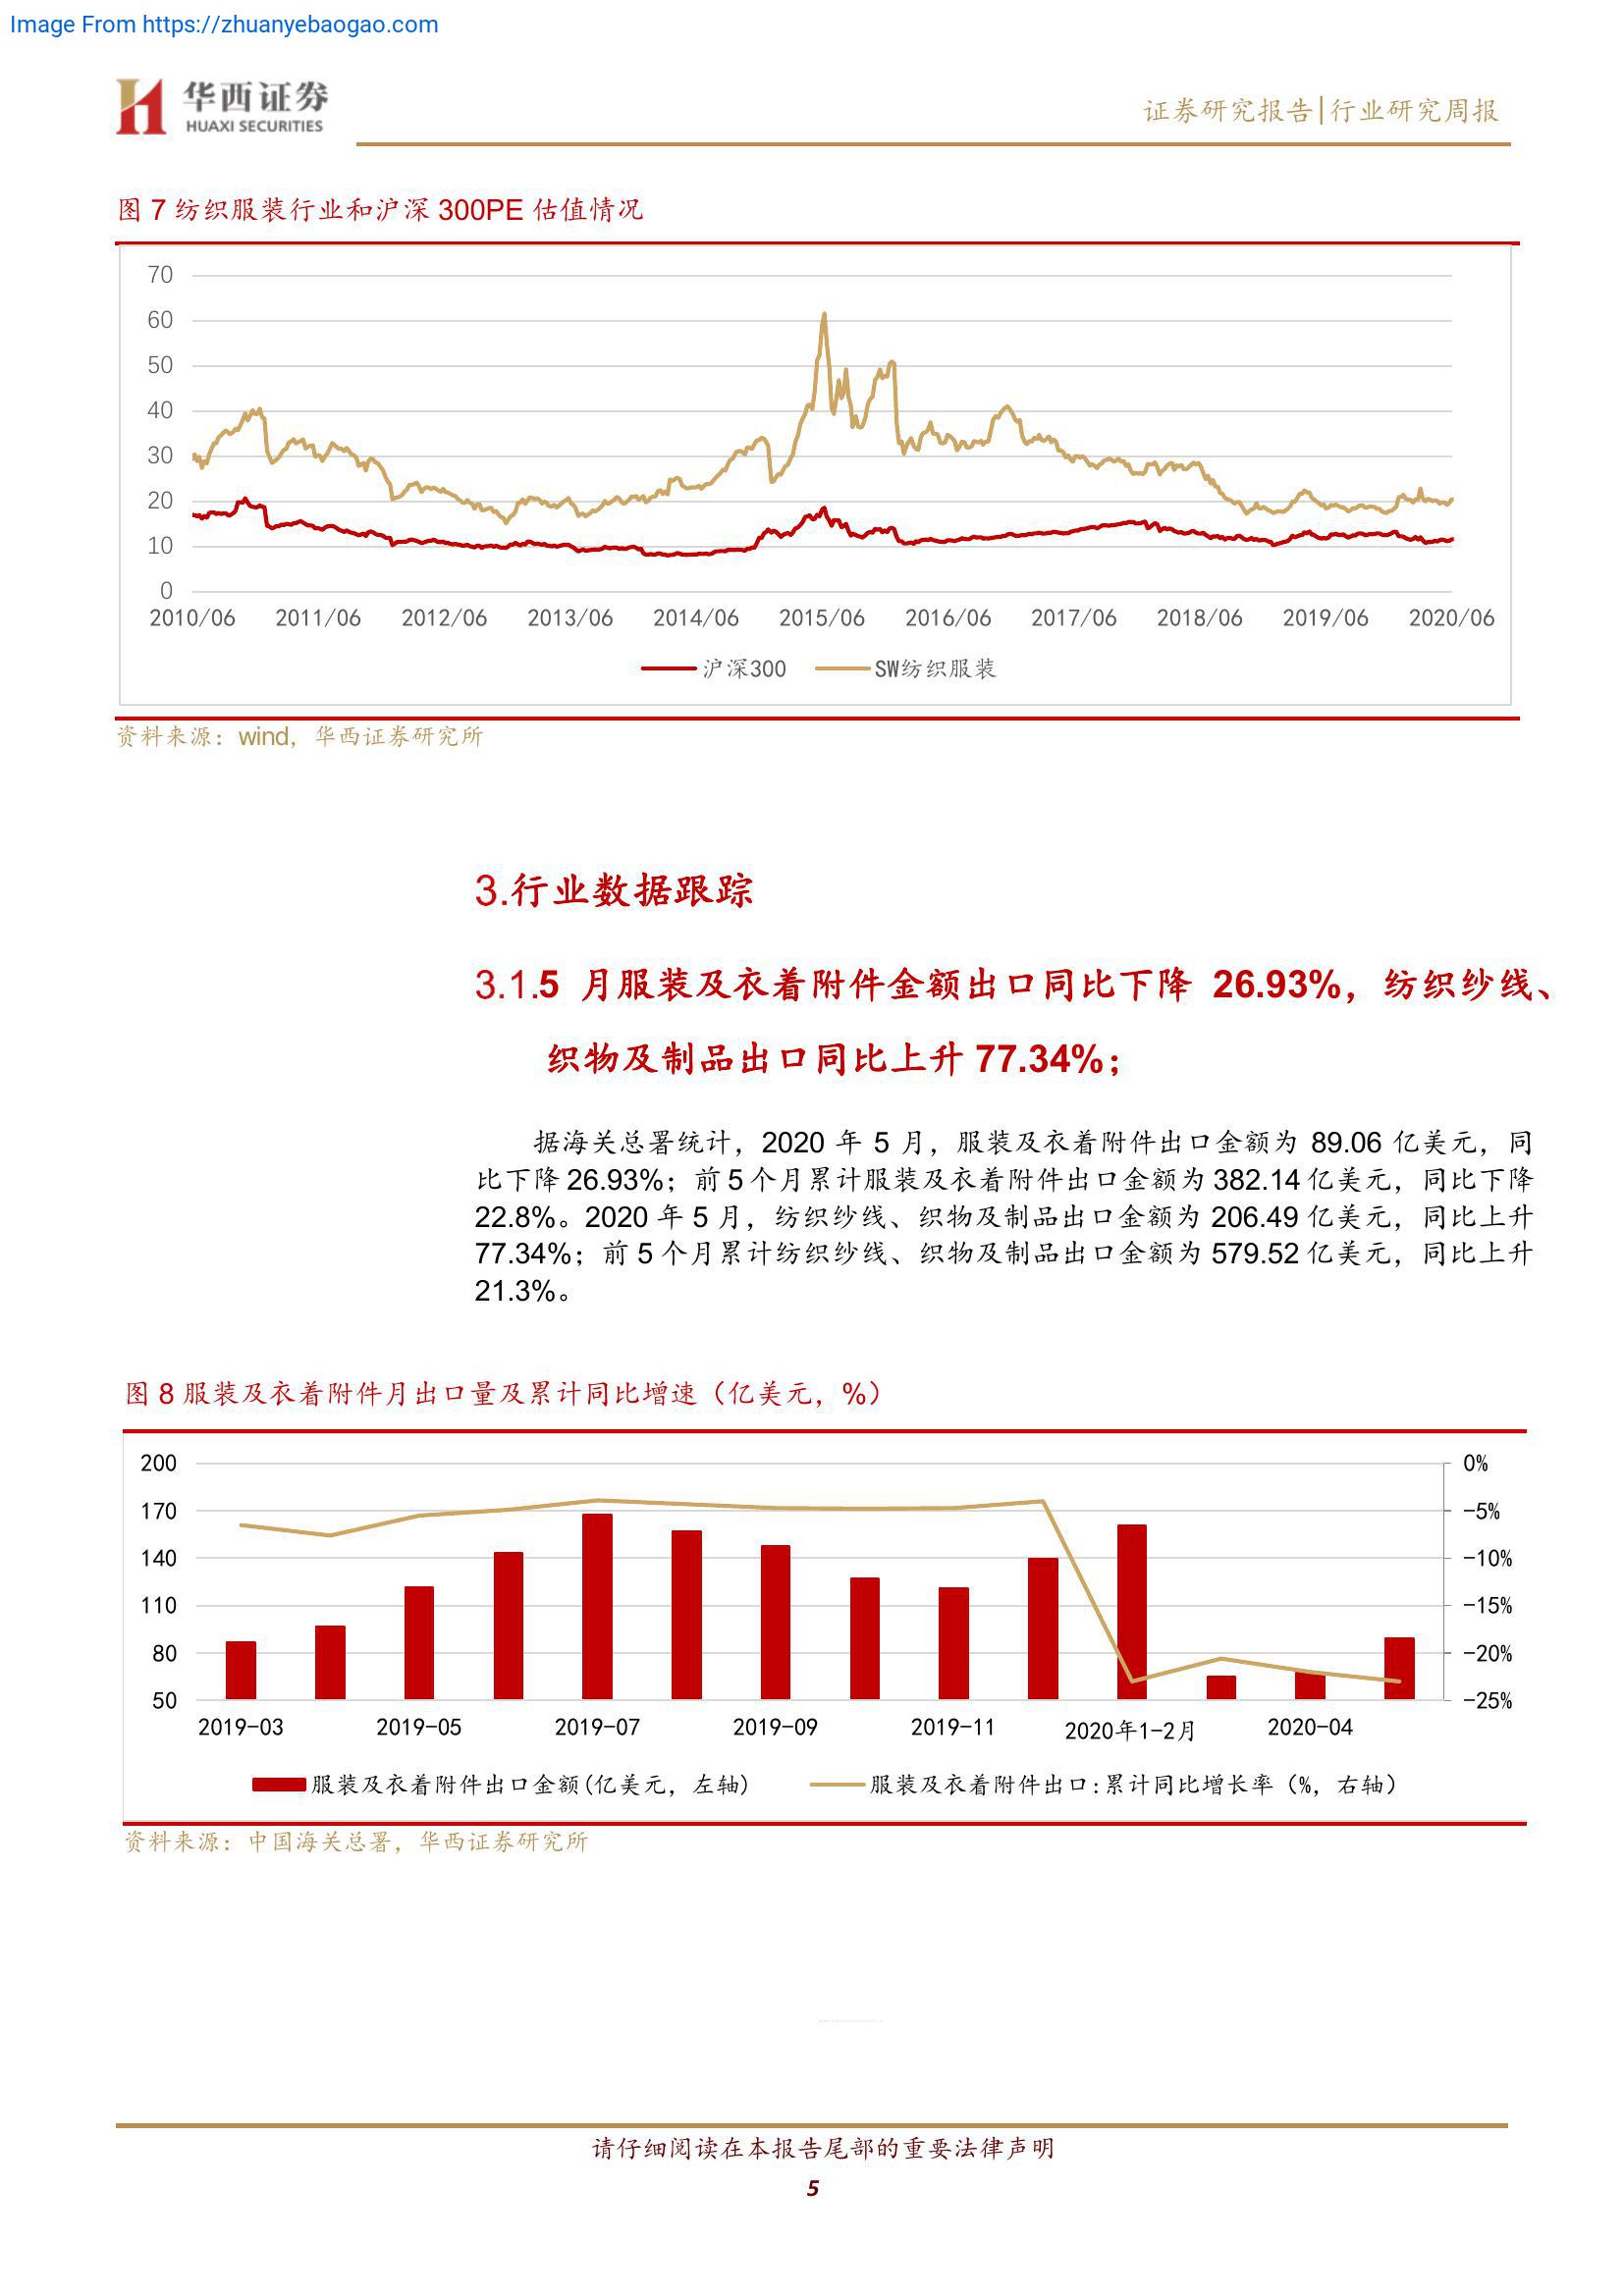 Image From https://zhuanyebaogao.com
华西证券
HUAXI SECURITIES
证券研究报告|行业研究周报
图 7 纺织服装行业和沪深 300PE 估值情况
70
60
50
40
30
20
10
0
2010/06 2011/06 2012/06 2013/06 2014/06 2015/06 2016/06 2017/06 2018/06 2019/06 2020/06
沪深300 SW纺织服装
资料来源：wind，华西证券研究所
3.行业数据跟踪
3.1.5 月服装及衣着附件金额出口同比下降 26.93%，纺织纱线、
织物及制品出口同比上升 77.34%；
据海关总署统计，2020 年 5 月，服装及衣着附件出口金额为 89.06 亿美元，同
比下降 26.93%；前 5 个月累计服装及衣着附件出口金额为 382.14 亿美元，同比下降
22.8%。2020 年 5 月，纺织纱线、织物及制品出口金额为 206.49 亿美元，同比上升
77.34%；前 5 个月累计纺织纱线、织物及制品出口金额为 579.52 亿美元，同比上升
21.3%。
图 8 服装及衣着附件月出口量及累计同比增速（亿美元，%）
200 0%
170 -5%
140 -10%
110 -15%
80 -20%
50 -25%
2019-03 2019-05 2019-07 2019-09 2019-11 2020年1-2月 2020-04
服装及衣着附件出口金额(亿美元，左轴) 服装及衣着附件出口:累计同比增长率（%，右轴）
资料来源：中国海关总署，华西证券研究所
请仔细阅读在本报告尾部的重要法律声明
5